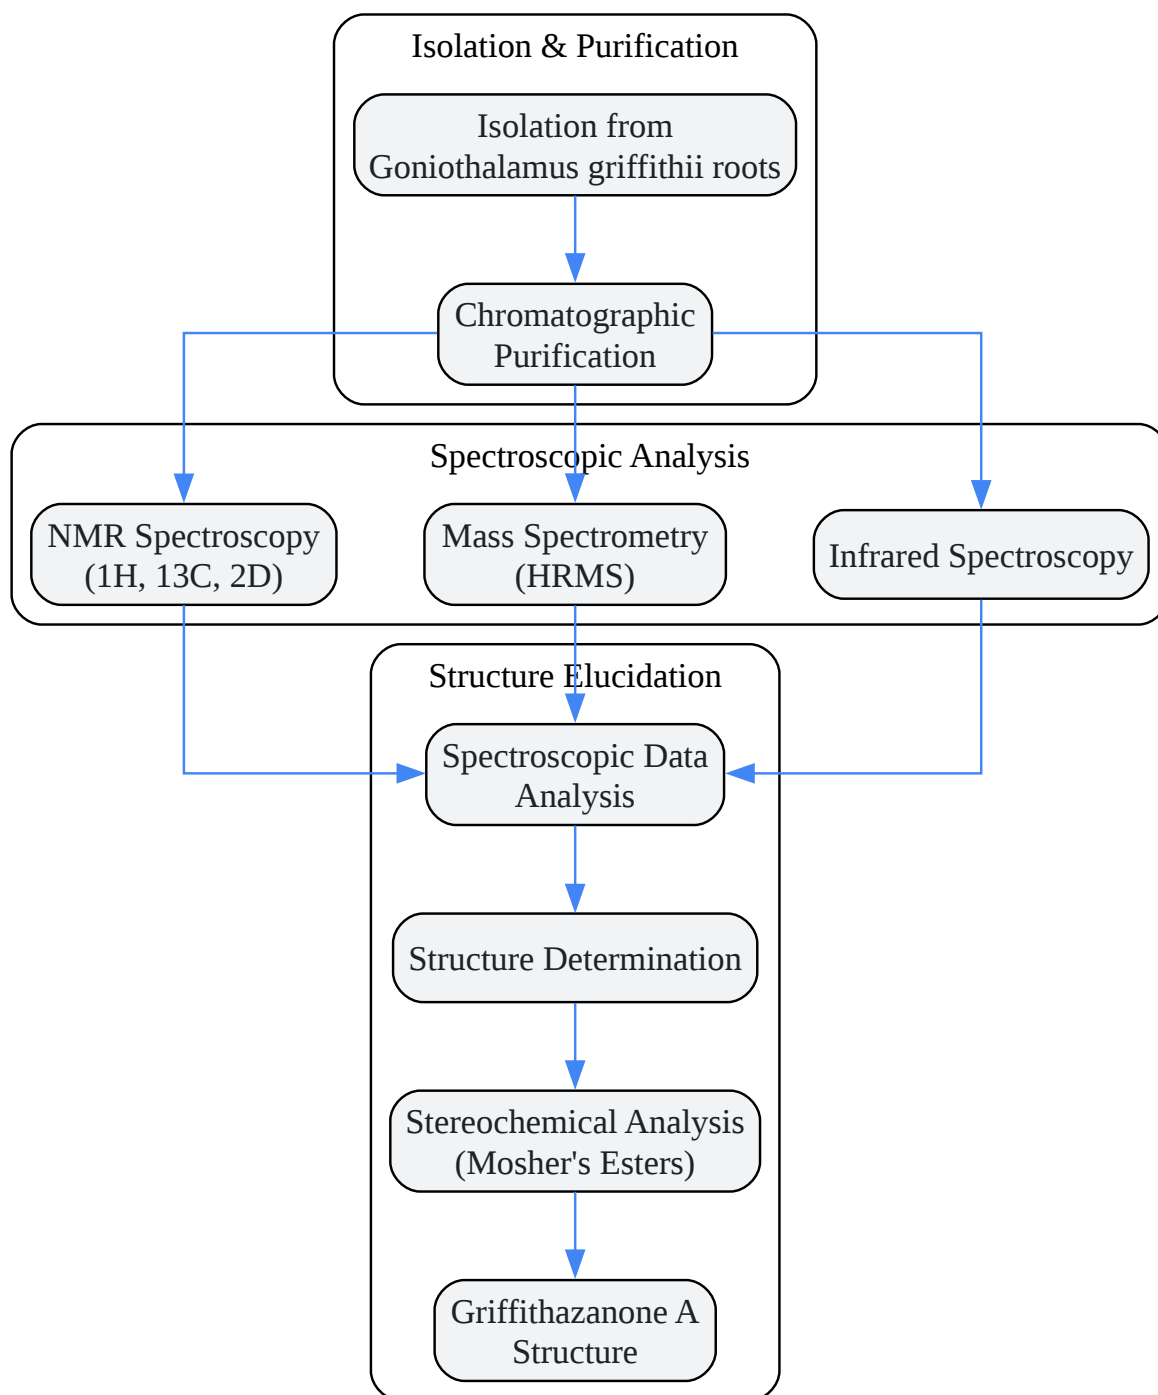 Isolation & Purification
Isolation from
Goniothalamus griffithii roots
Chromatographic
Purification
Spectroscopic Analysis
NMR Spectroscopy
(1H, 13C, 2D)
Mass Spectrometry
(HRMS)
Infrared Spectroscopy
Structure Elucidation
Spectroscopic Data
Analysis
Structure Determination
Stereochemical Analysis
(Mosher's Esters)
Griffithazanone A
Structure